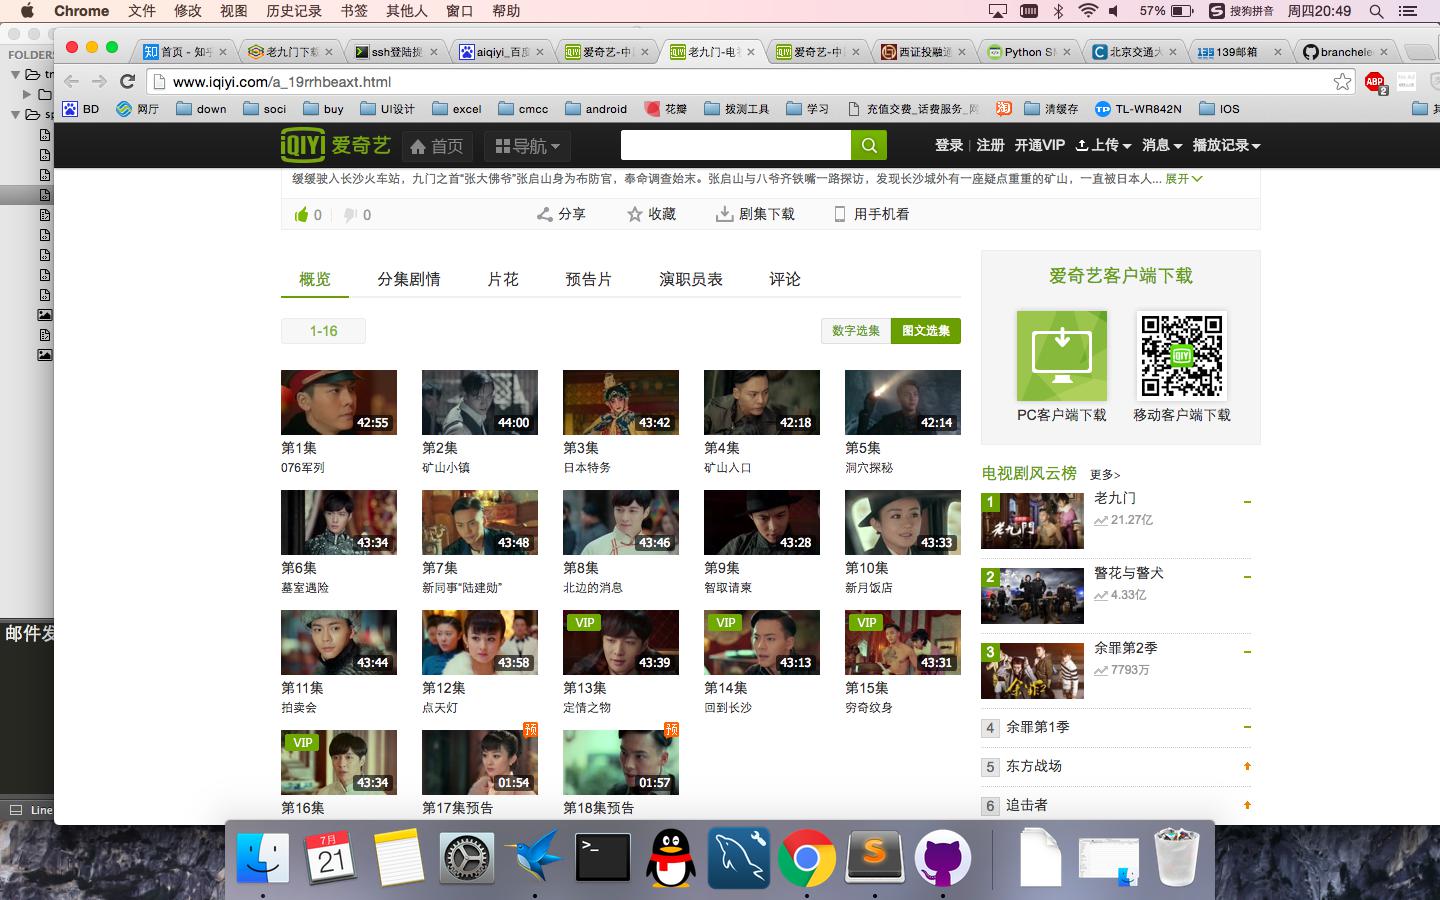 Chrome 文件 修改 视图 历史记录 书签 其他人 窗口 帮助 57% 搜狗拼音 周四20:49
FOLDERS
首页 - 知乎 老九门下载 ssh登陆提 aiqiyi_百度 爱奇艺-中 老九门-电 爱奇艺-中 西证投融通 Python S 北京交通大 139邮箱 branchele
www.iqiyi.com/a_19rrhbeaxt.html
ABP 2
BD 网厅 down soci buy UI设计 excel cmcc android 花瓣 拨测工具 学习 充值交费_话费服务_网 淘 清缓存 TL-WR842N IOS
iQIYI 爱奇艺 首页 导航 登录 | 注册 开通VIP 上传 消息 播放记录
缓缓驶入长沙火车站，九门之首“张大佛爷”张启山身为布防官，奉命调查始末。张启山与八爷齐铁嘴一路探访，发现长沙城外有一座疑点重重的矿山，一直被日本人... 展开
0 0 分享 收藏 剧集下载 用手机看
概览 分集剧情 片花 预告片 演职员表 评论
1-16 数字选集 图文选集
42:55 44:00 43:42 42:18 42:14
第1集 第2集 第3集 第4集 第5集
076军列 矿山小镇 日本特务 矿山入口 洞穴探秘
43:34 43:48 43:46 43:28 43:33
第6集 第7集 第8集 第9集 第10集
墓室遇险 新同事“陆建勋” 北边的消息 智取请柬 新月饭店
VIP VIP VIP
43:44 43:58 43:39 43:13 43:31
第11集 第12集 第13集 第14集 第15集
拍卖会 点天灯 定情之物 回到长沙 穷奇纹身
VIP 预 预
43:34 01:54 01:57
第16集 第17集预告 第18集预告
爱奇艺客户端下载
PC客户端下载 移动客户端下载
电视剧风云榜 更多>
1 老九门
21.27亿
2 警花与警犬
4.33亿
3 余罪第2季
7793万
4 余罪第1季
5 东方战场
6 追击者
邮件发
Line
7月
21